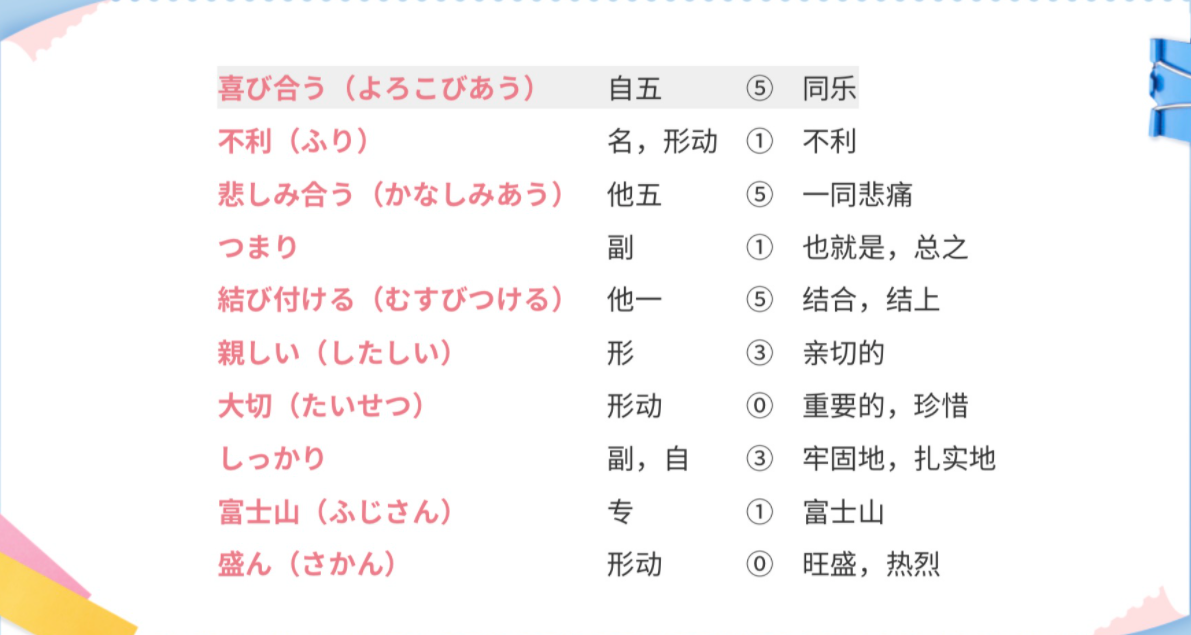 喜び合う（よろこびあう） 自五 ⑤ 同乐
不利（ふり） 名，形动 ① 不利
悲しみ合う（かなしみあう） 他五 ⑤ 一同悲痛
つまり 副 ① 也就是，总之
結び付ける（むすびつける） 他一 ⑤ 结合，结上
親しい（したしい） 形 ③ 亲切的
大切（たいせつ） 形动 ⓪ 重要的，珍惜
しっかり 副，自 ③ 牢固地，扎实地
富士山（ふじさん） 专 ① 富士山
盛ん（さかん） 形动 ⓪ 旺盛，热烈